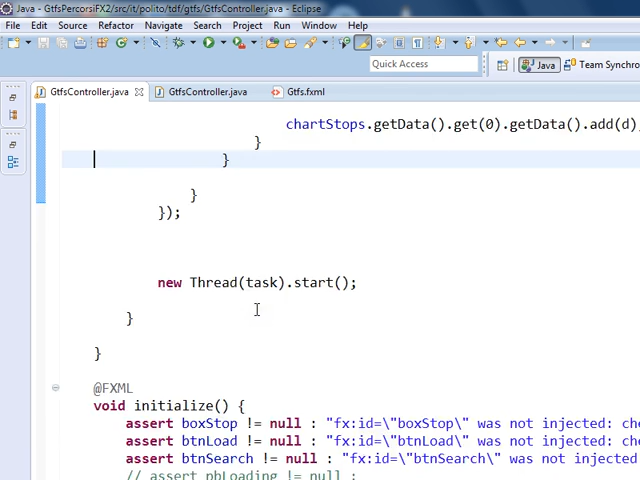 Java - GtfsPercorsiFX2/src/it/polito/tdf/gtfs/GtfsController.java - Eclipse
File Edit Source Refactor Navigate Search Project Run Window Help
Quick Access
Java
Team Synchro
GtfsController.java
GtfsController.java
Gtfs.fxml
chartStops.getData().get(0).getData().add(d)
}
}
}
});
new Thread(task).start();
}
}
@FXML
void initialize() {
assert boxStop != null : "fx:id=\"boxStop\" was not injected: che
assert btnLoad != null : "fx:id=\"btnLoad\" was not injected: che
assert btnSearch != null : "fx:id=\"btnSearch\" was not injected
// assert pbLoading != null :